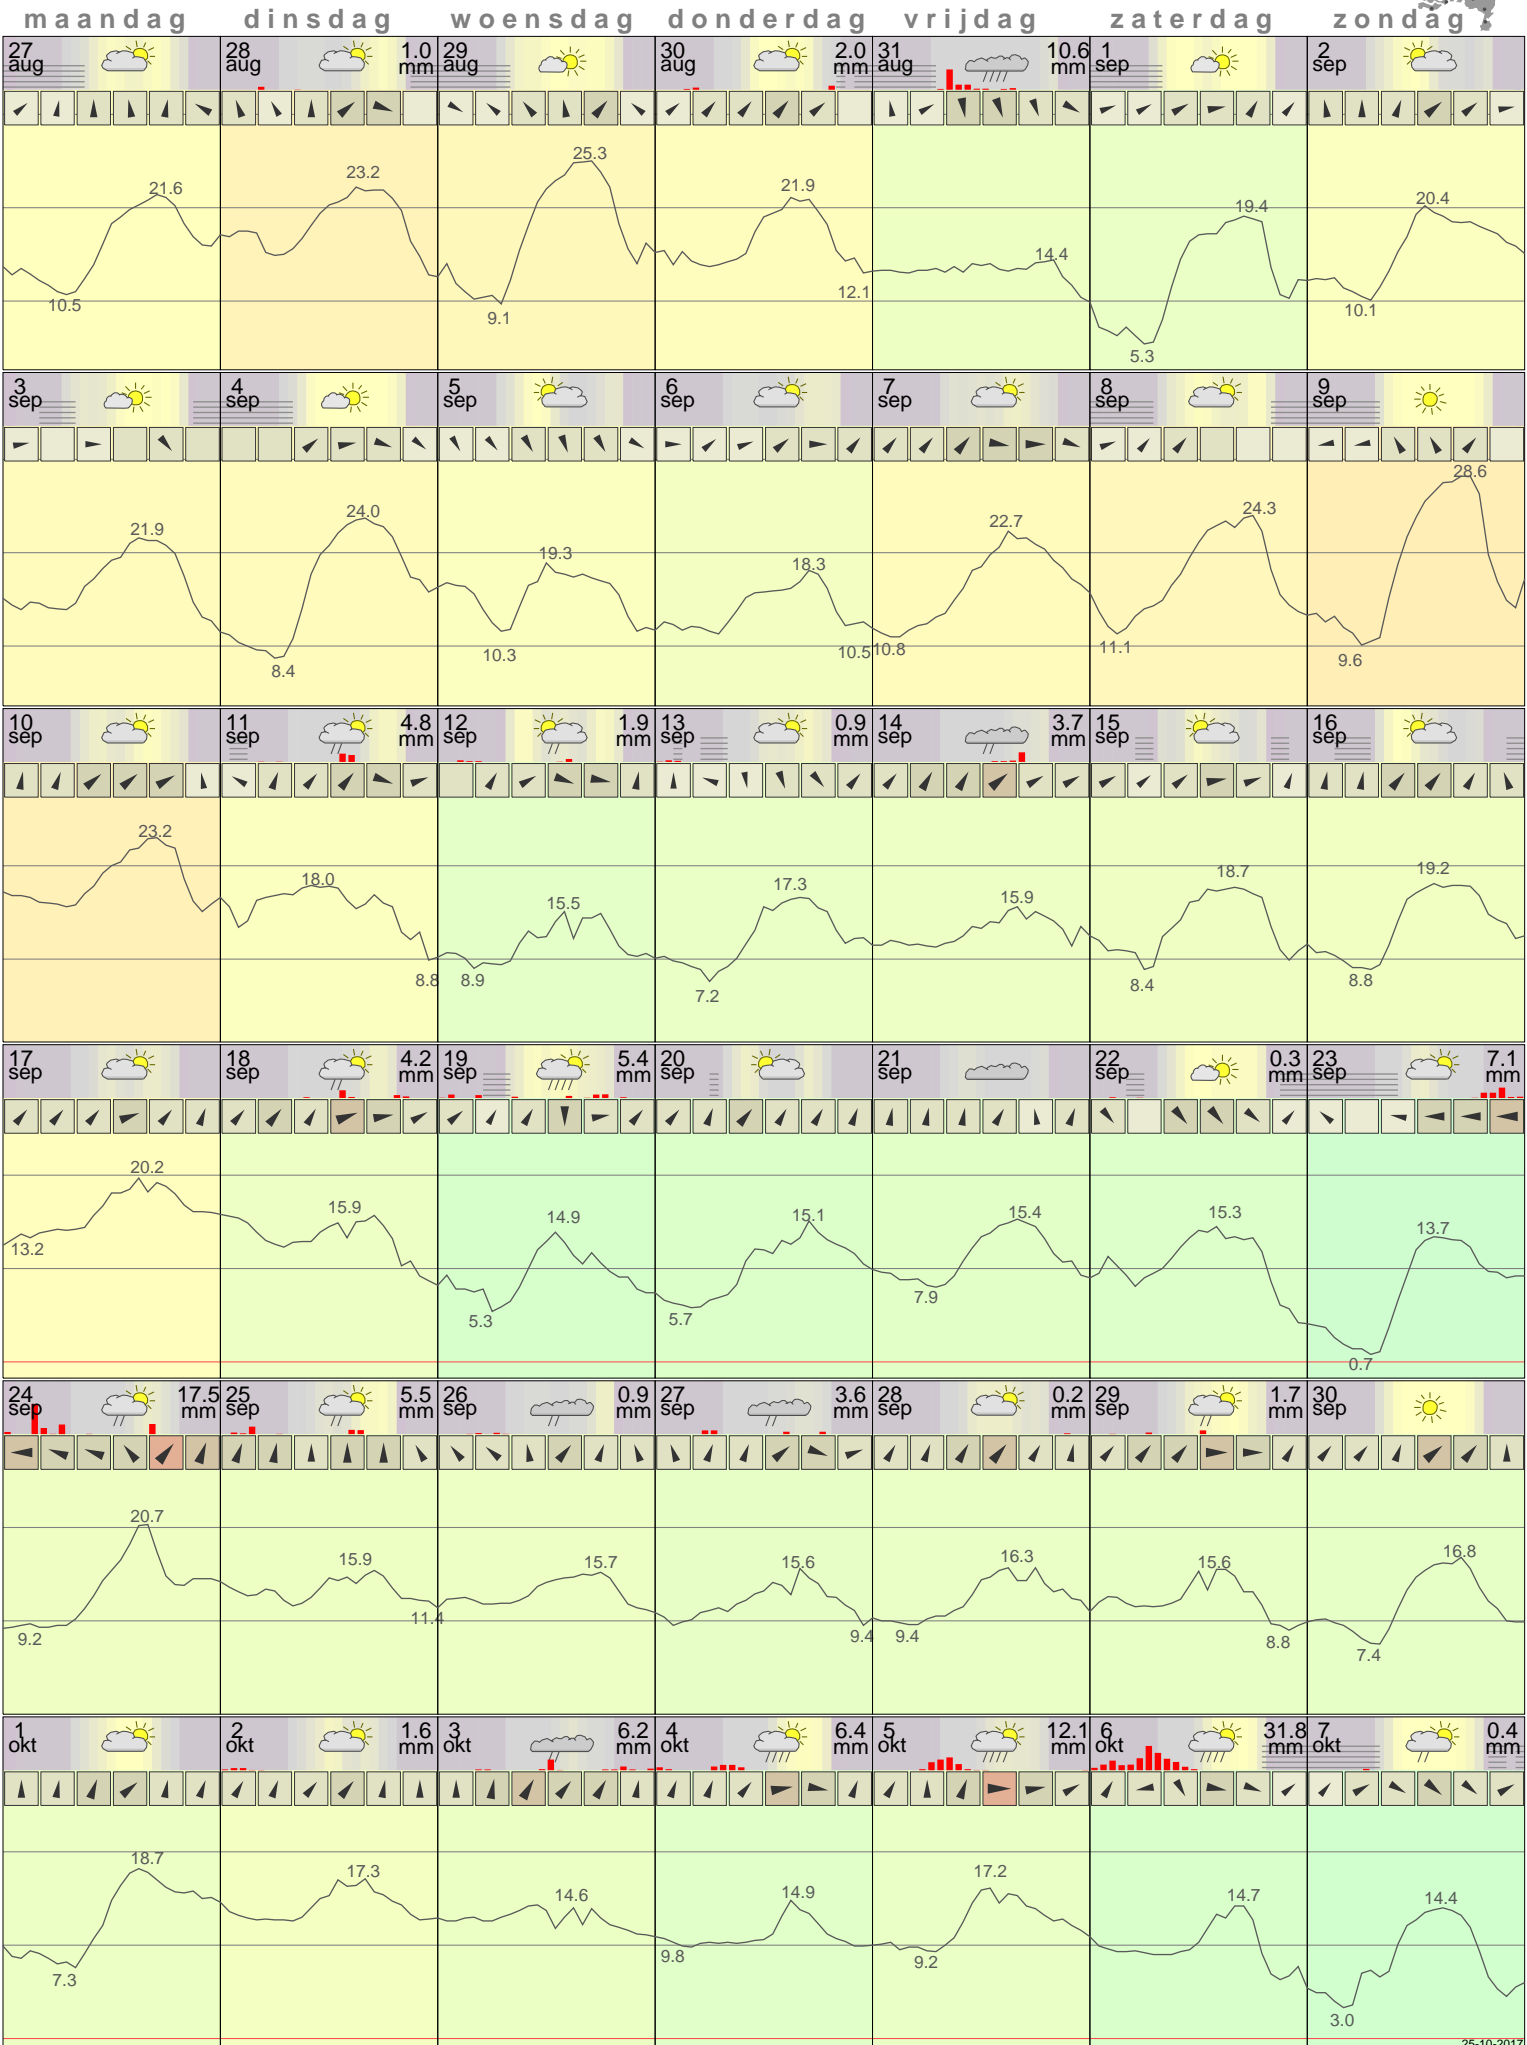 maandag dinsdag woensdag donderdag vrijdag zaterdag zondag
27 aug 28 aug 1.0 mm 29 aug 30 aug 2.0 mm 31 aug 10.6 mm 1 sep 2 sep
21.6 10.5 23.2 25.3 9.1 21.9 12.1 14.4 19.4 5.3 20.4 10.1
3 sep 4 sep 5 sep 6 sep 7 sep 8 sep 9 sep
21.9 24.0 8.4 19.3 10.3 18.3 10.5 10.8 22.7 24.3 11.1 28.6 9.6
10 sep 11 sep 4.8 mm 12 sep 1.9 mm 13 sep 0.9 mm 14 sep 3.7 mm 15 sep 16 sep
23.2 18.0 8.8 15.5 8.9 17.3 7.2 15.9 18.7 8.4 19.2 8.8
17 sep 18 sep 4.2 mm 19 sep 5.4 mm 20 sep 21 sep 22 sep 0.3 mm 23 sep 7.1 mm
20.2 13.2 15.9 14.9 5.3 15.1 5.7 15.4 7.9 15.3 13.7 0.7
24 sep 17.5 mm 25 sep 5.5 mm 26 sep 0.9 mm 27 sep 3.6 mm 28 sep 0.2 mm 29 sep 1.7 mm 30 sep
20.7 9.2 15.9 11.4 15.7 15.6 9.4 9.4 16.3 15.6 8.8 16.8 7.4
1 okt 2 okt 1.6 mm 3 okt 6.2 mm 4 okt 6.4 mm 5 okt 12.1 mm 6 okt 31.8 mm 7 okt 0.4 mm
18.7 7.3 17.3 14.6 14.9 9.8 17.2 9.2 14.7 14.4 3.0
25-10-2017